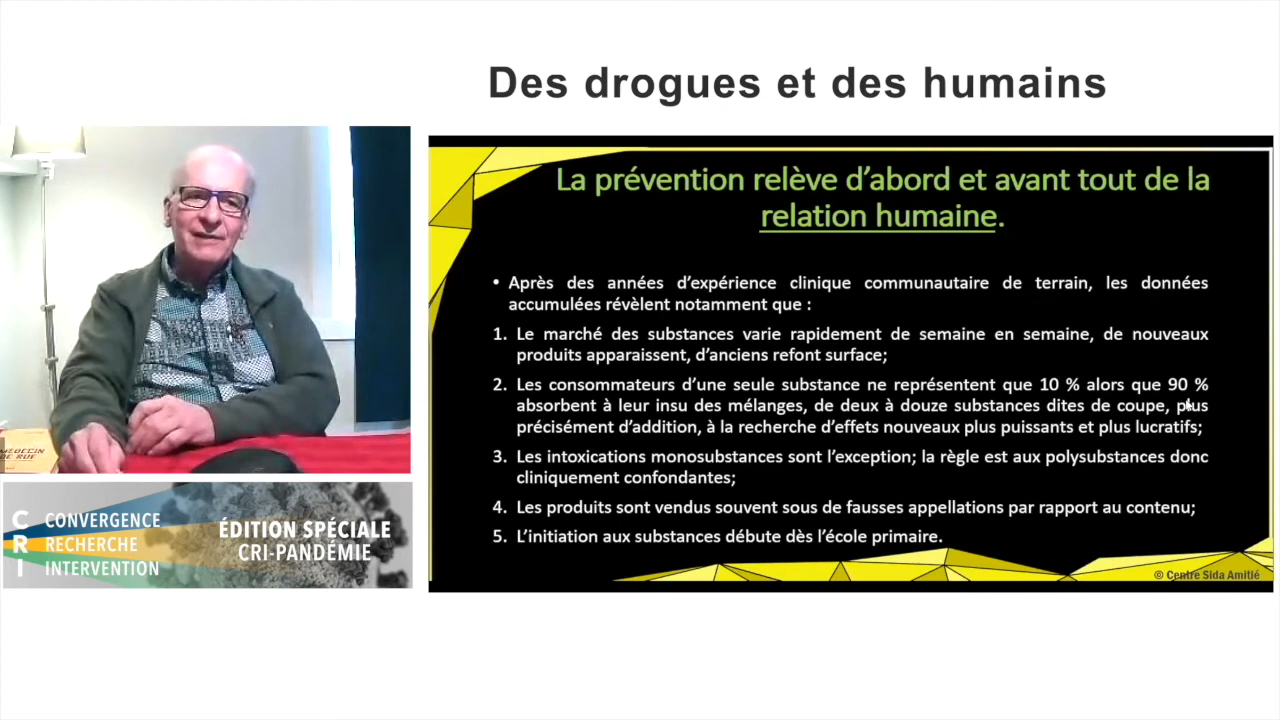 Des drogues et des humains
La prévention relève d'abord et avant tout de la
relation humaine.
• Après des années d'expérience clinique communautaire de terrain, les données
accumulées révèlent notamment que :
1. Le marché des substances varie rapidement de semaine en semaine, de nouveaux
produits apparaissent, d'anciens refont surface;
2. Les consommateurs d'une seule substance ne représentent que 10 % alors que 90 %
absorbent à leur insu des mélanges, de deux à douze substances dites de coupe, plus
précisément d'addition, à la recherche d'effets nouveaux plus puissants et plus lucratifs;
3. Les intoxications monosubstances sont l'exception; la règle est aux polysubstances donc
cliniquement confondantes;
4. Les produits sont vendus souvent sous de fausses appellations par rapport au contenu;
5. L'initiation aux substances débute dès l'école primaire.
© Centre Sida Amitié
MÉDECIN
DE RUE
C CONVERGENCE
R RECHERCHE
I INTERVENTION
ÉDITION SPÉCIALE
CRI-PANDÉMIE